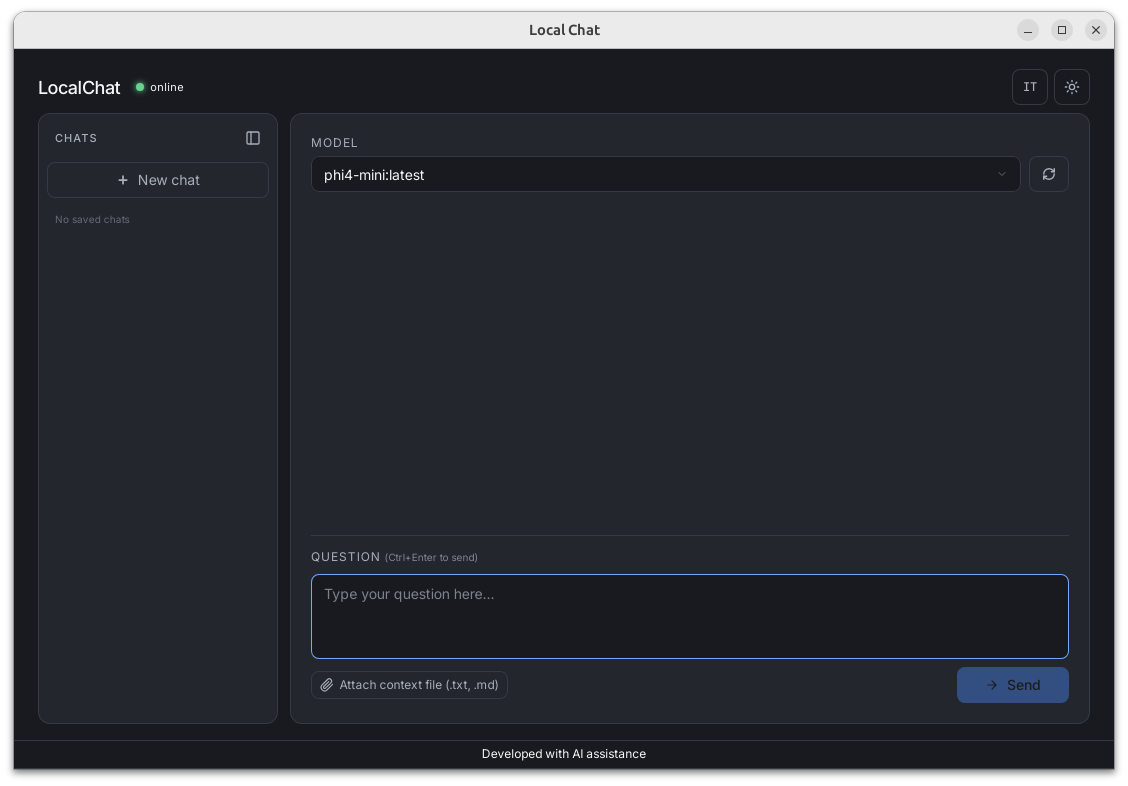 Local Chat
LocalChat
online
IT
CHATS
+ New chat
No saved chats
MODEL
phi4-mini:latest
QUESTION (Ctrl+Enter to send)
Type your question here...
Attach context file (.txt, .md)
Send
Developed with AI assistance